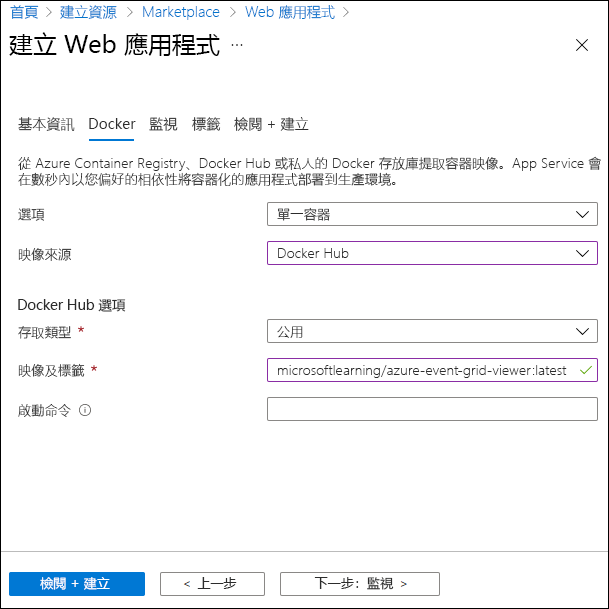 首頁 > 建立資源 > Marketplace > Web 應用程式 >
建立 Web 應用程式 ...
基本資訊 Docker 監視 標籤 檢閱 + 建立
從 Azure Container Registry、Docker Hub 或私人的 Docker 存放庫提取容器映像。App Service 會
在數秒內以您偏好的相依性將容器化的應用程式部署到生產環境。
選項 單一容器
映像來源 Docker Hub
Docker Hub 選項
存取類型 * 公用
映像及標籤 * microsoftlearning/azure-event-grid-viewer:latest
啟動命令
檢閱 + 建立 < 上一步 下一步: 監視 >